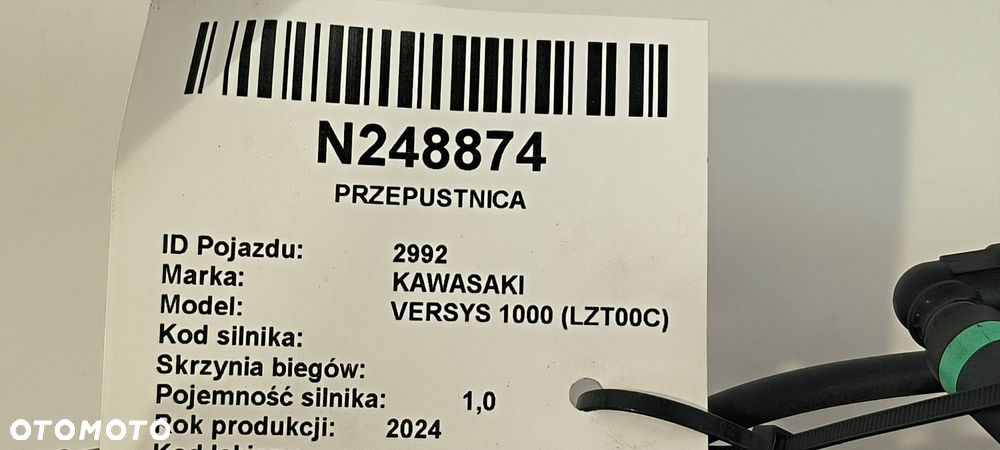 N248874
PRZEPUSTNICA
ID Pojazdu: 2992
Marka: KAWASAKI
Model: VERSYS 1000 (LZT00C)
Kod silnika:
Skrzynia biegów:
Pojemność silnika: 1,0
Rok produkcji: 2024
OTOMOTO